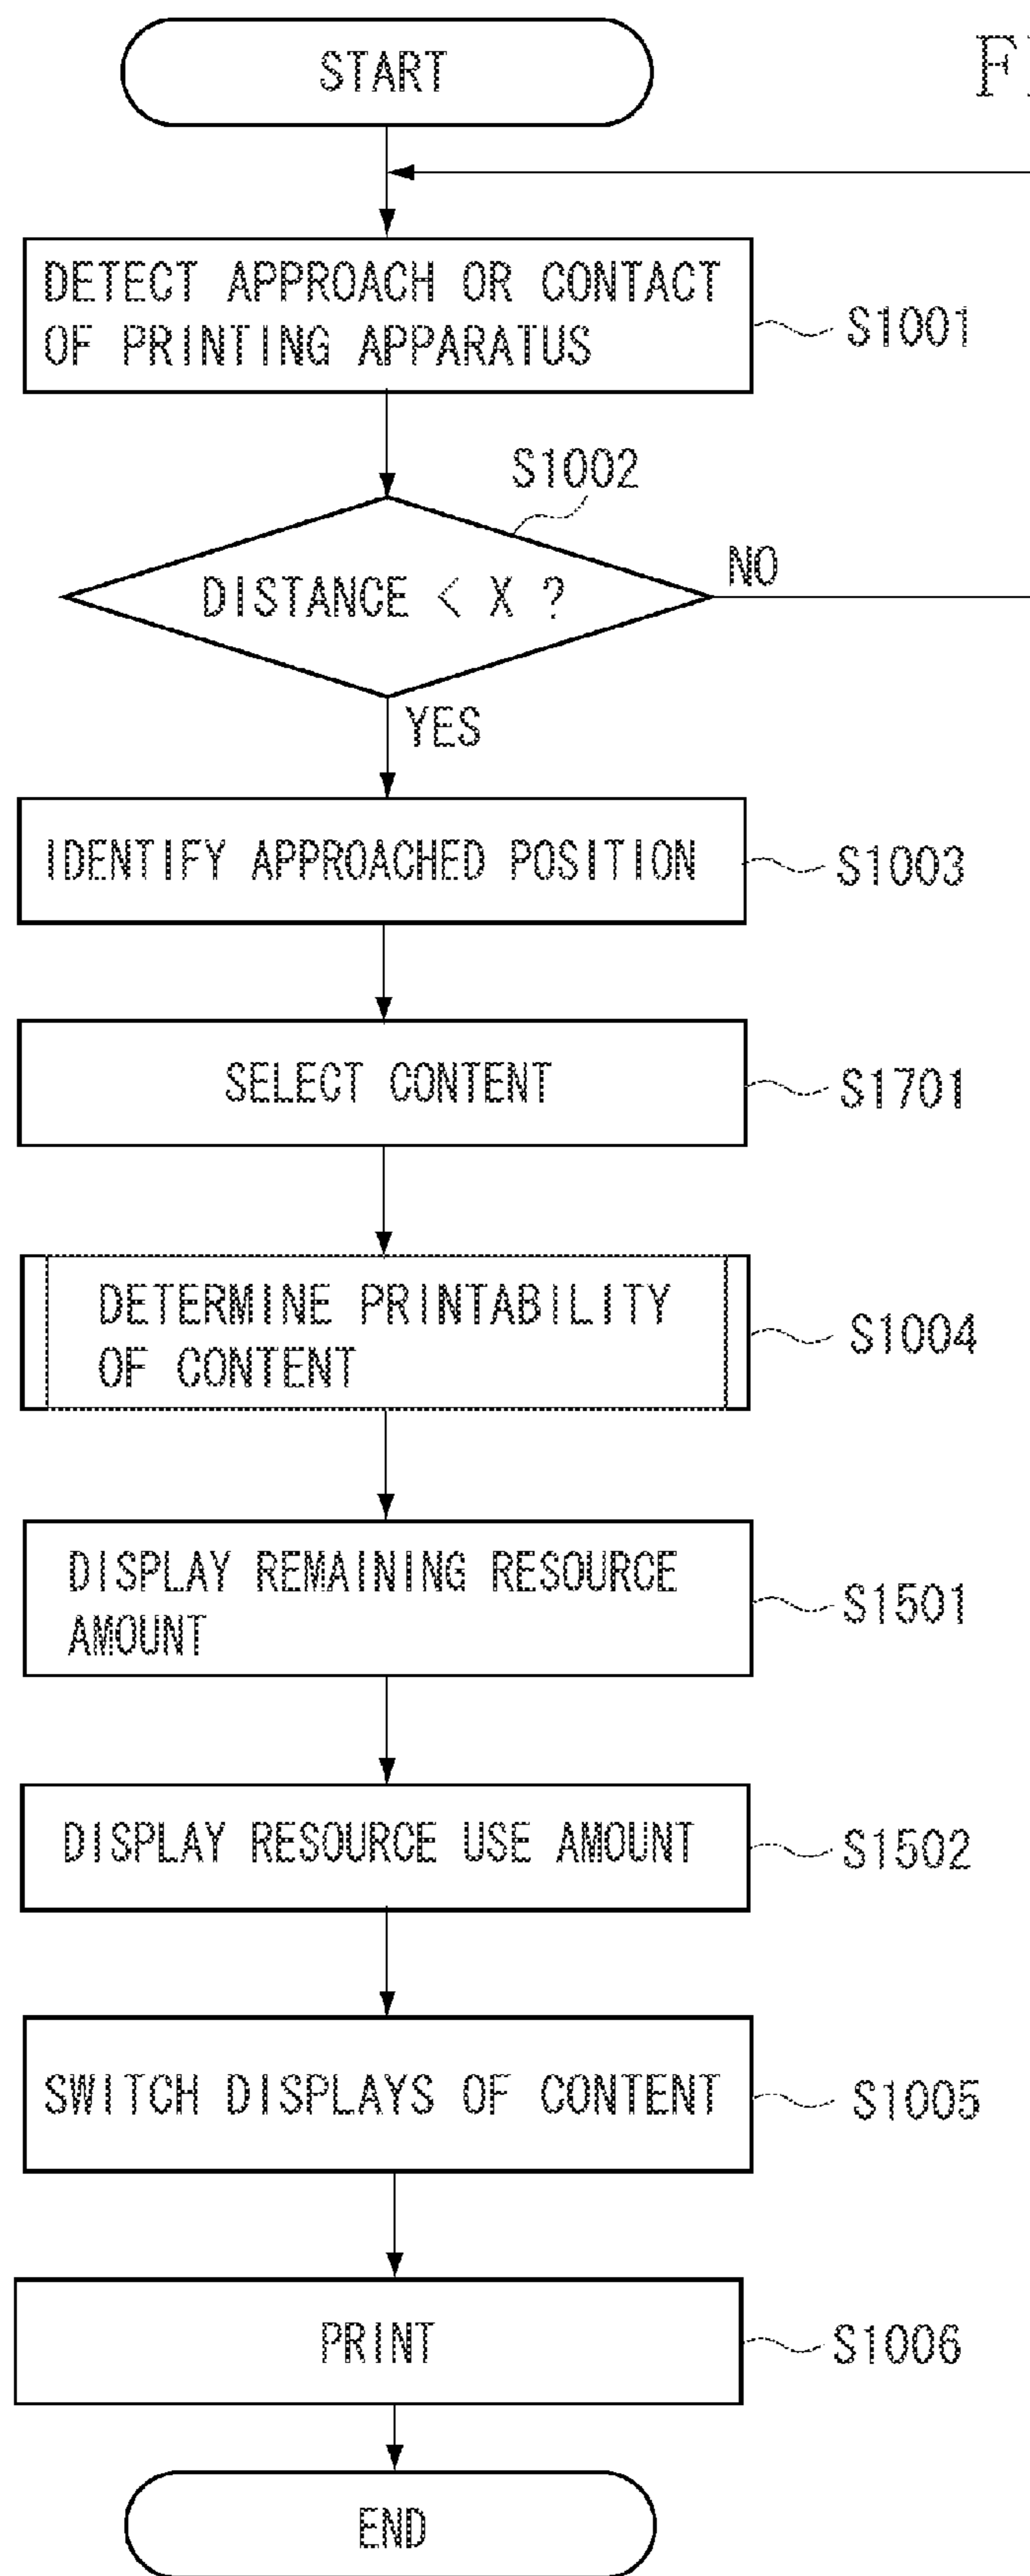 START
DETECT APPROACH OR CONTACT
OF PRINTING APPARATUS
S1001
S1002
DISTANCE < X ?
NO
YES
IDENTIFY APPROACHED POSITION
S1003
SELECT CONTENT
S1701
DETERMINE PRINTABILITY
OF CONTENT
S1004
DISPLAY REMAINING RESOURCE
AMOUNT
S1501
DISPLAY RESOURCE USE AMOUNT
S1502
SWITCH DISPLAYS OF CONTENT
S1005
PRINT
S1006
END